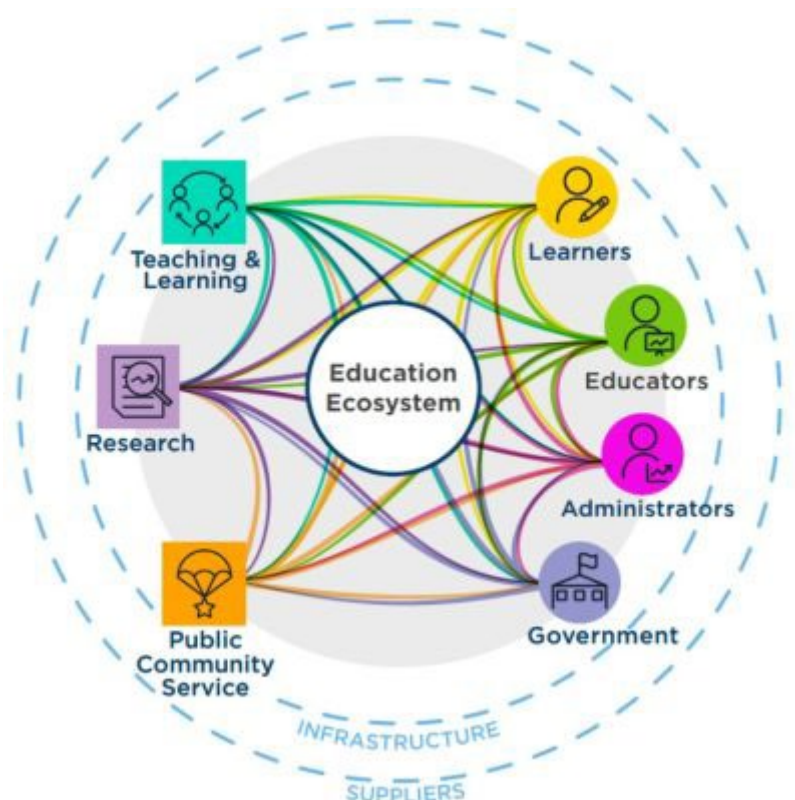 Teaching &
Learning
Learners
Education
Ecosystem
Educators
Research
Administrators
Public
Community
Service
Government
INFRASTRUCTURE
SUPPLIERS